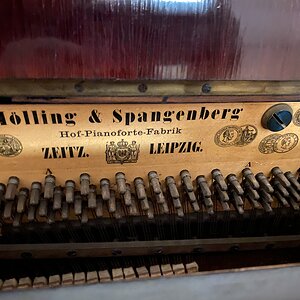 Hölling & Spangenberg
Hof-Pianoforte-Fabrik
ZEITZ. LEIPZIG.
A A